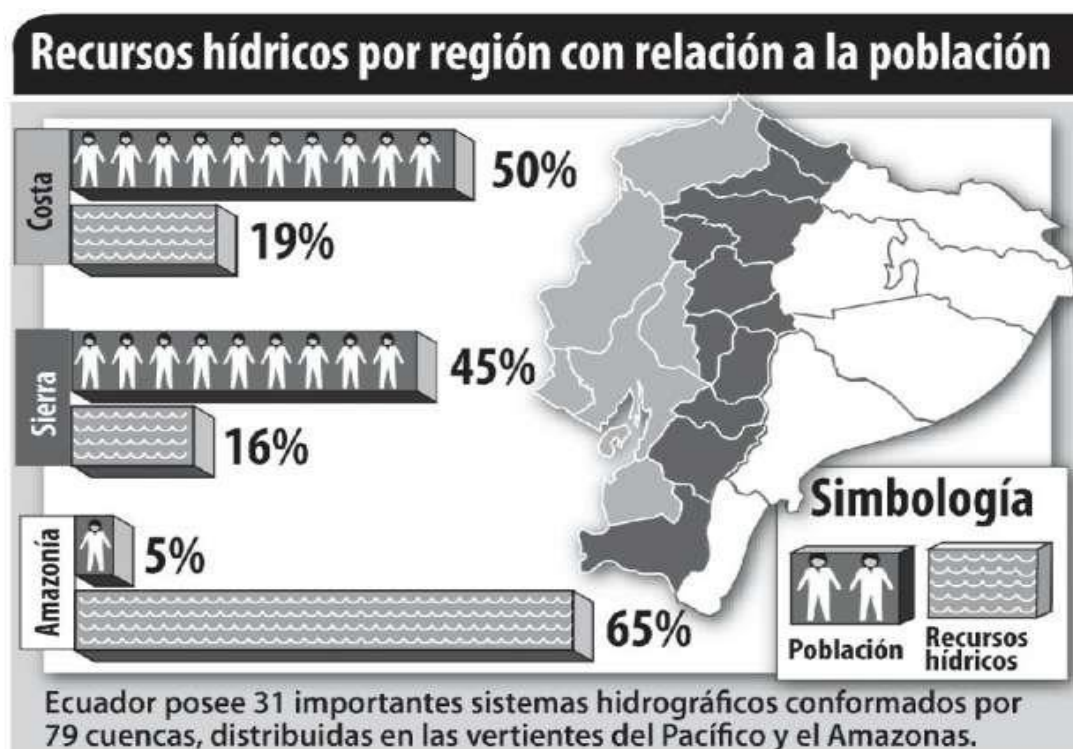 Recursos hídricos por región con relación a la población
Costa
50%
19%
Sierra
45%
16%
Amazonía
5%
65%
Simbología
Población
Recursos
hídricos
Ecuador posee 31 importantes sistemas hidrográficos conformados por
79 cuencas, distribuidas en las vertientes del Pacífico y el Amazonas.